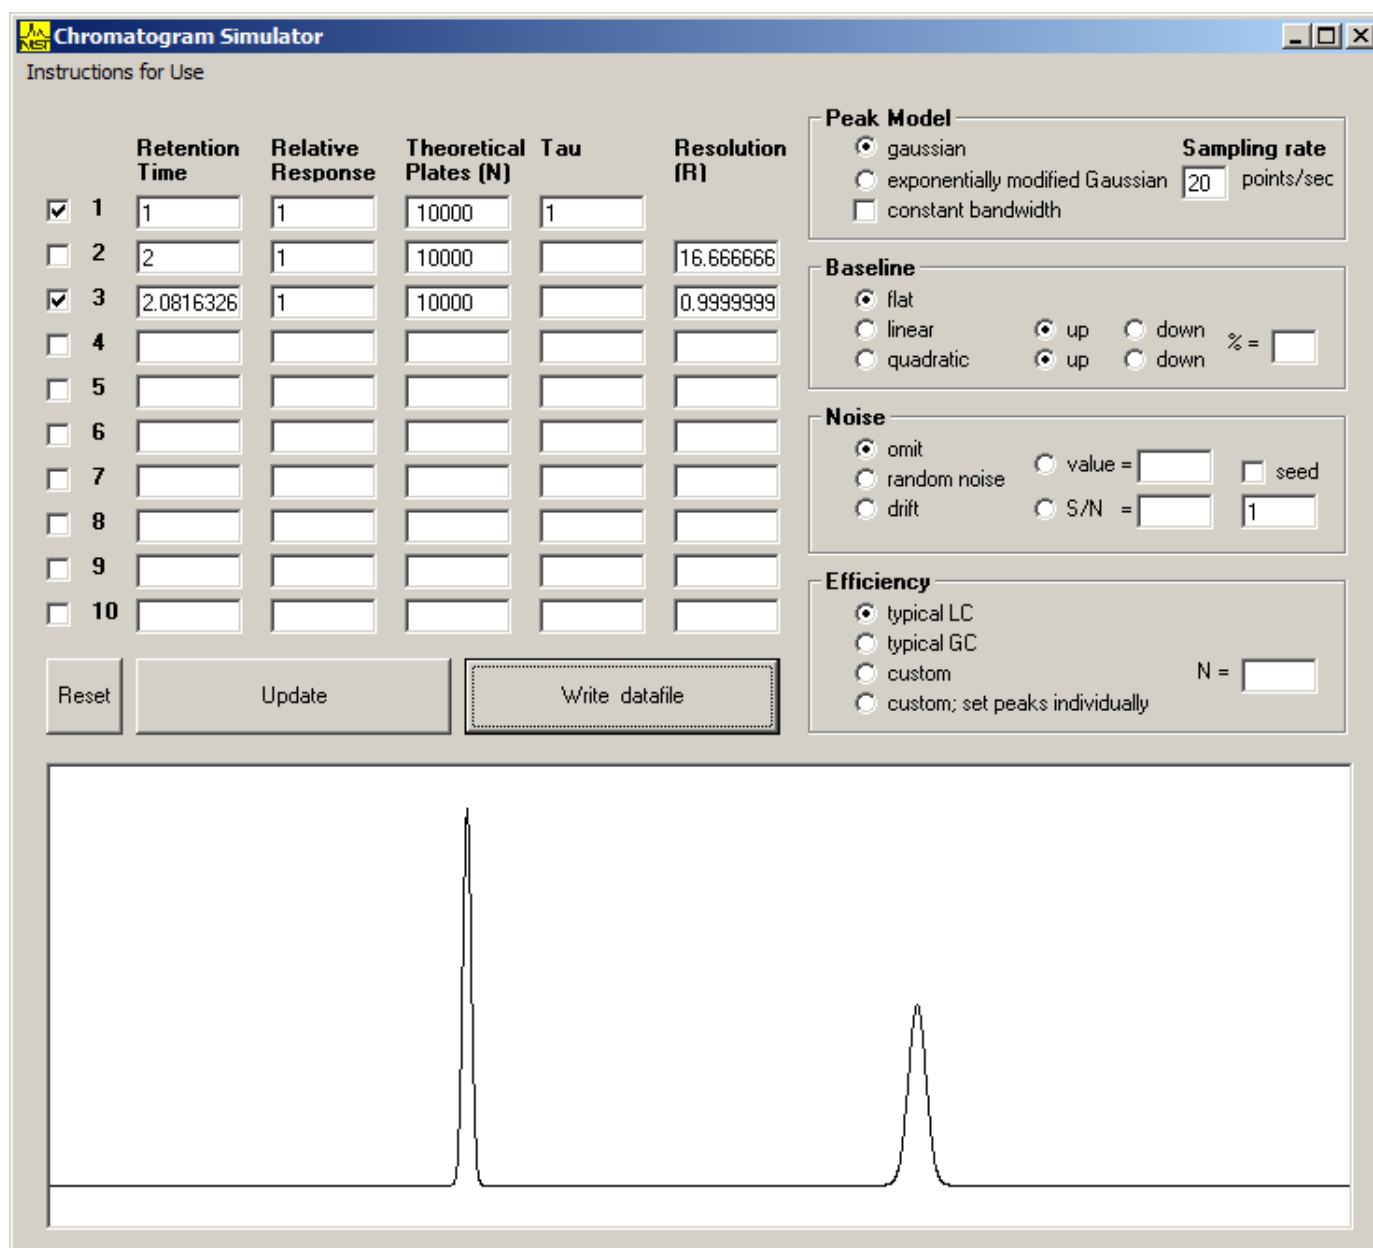 NIST Chromatogram Simulator
Instructions for Use
Retention Time Relative Response Theoretical Plates (N) Tau Resolution (R)
1 1 1 10000 1
2 2 1 10000 16.666666
3 2.0816326 1 10000 0.9999999
4
5
6
7
8
9
10
Reset Update Write datafile
Peak Model
gaussian
exponentially modified Gaussian
constant bandwidth
Sampling rate
20 points/sec
Baseline
flat
linear up down
quadratic up down
% =
Noise
omit
random noise
drift
value =
S/N =
seed
1
Efficiency
typical LC
typical GC
custom
custom; set peaks individually
N =